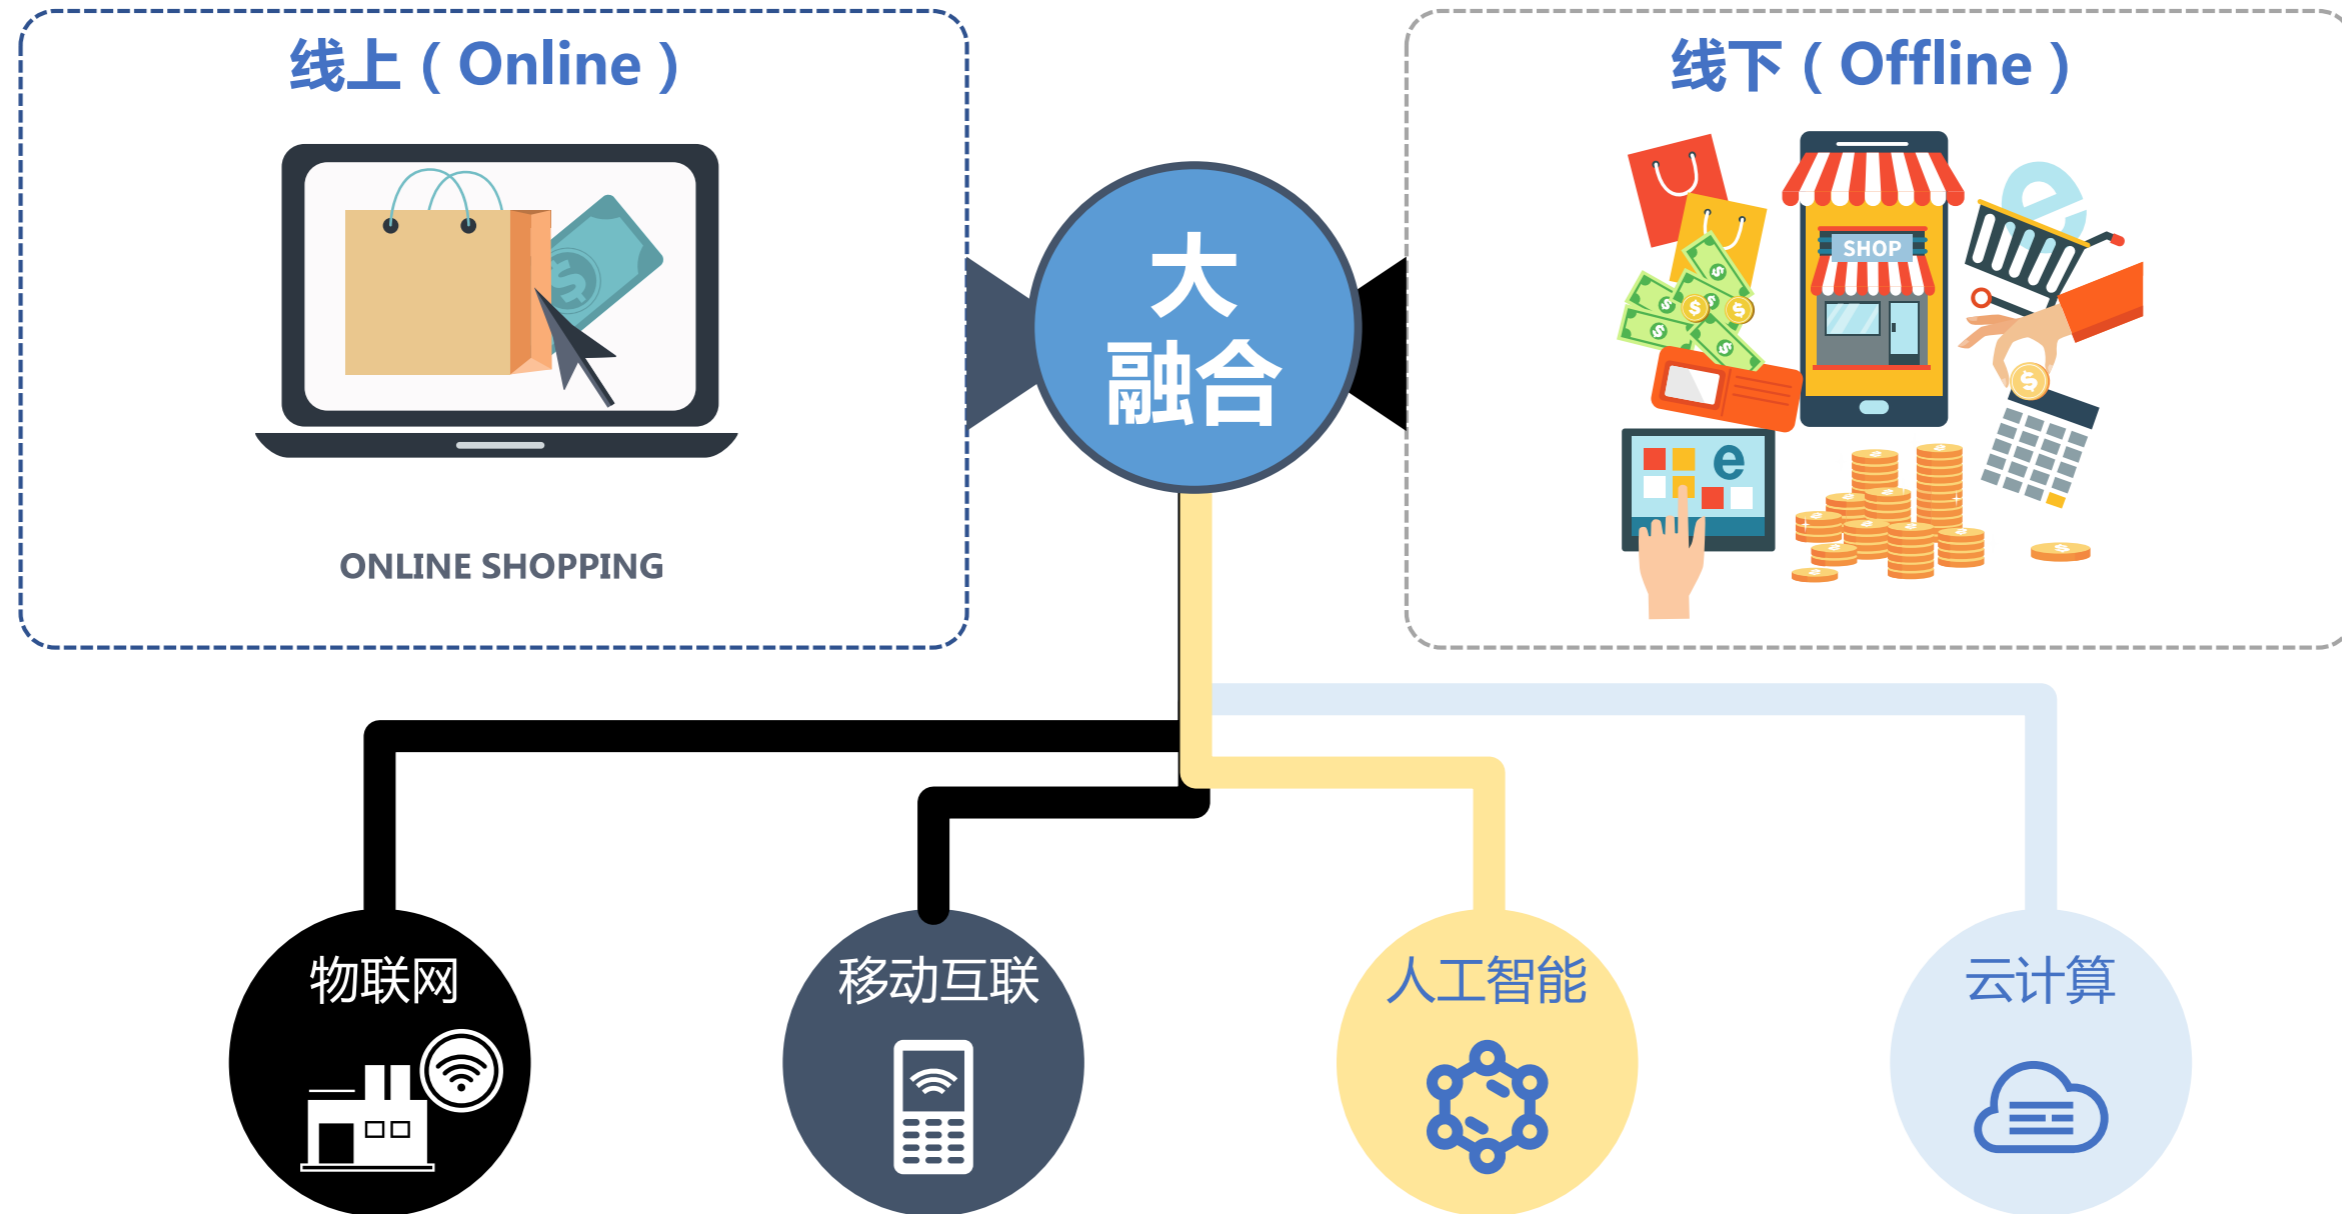 线上（Online）
线下（Offline）
大
融合
SHOP
e
e
ONLINE SHOPPING
物联网
移动互联
人工智能
云计算